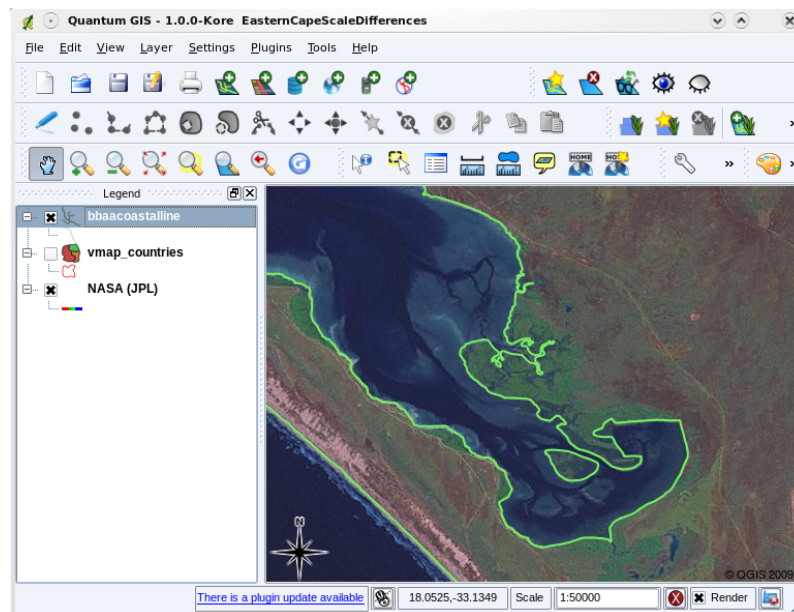 Quantum GIS - 1.0.0-Kore EasternCapeScaleDifferences
File Edit View Layer Settings Plugins Tools Help
HOME
Legend
bbaacoastalline
vmap_countries
NASA (JPL)
N
© QGIS 2009
There is a plugin update available
18.0525,-33.1349
Scale
1:50000
Render